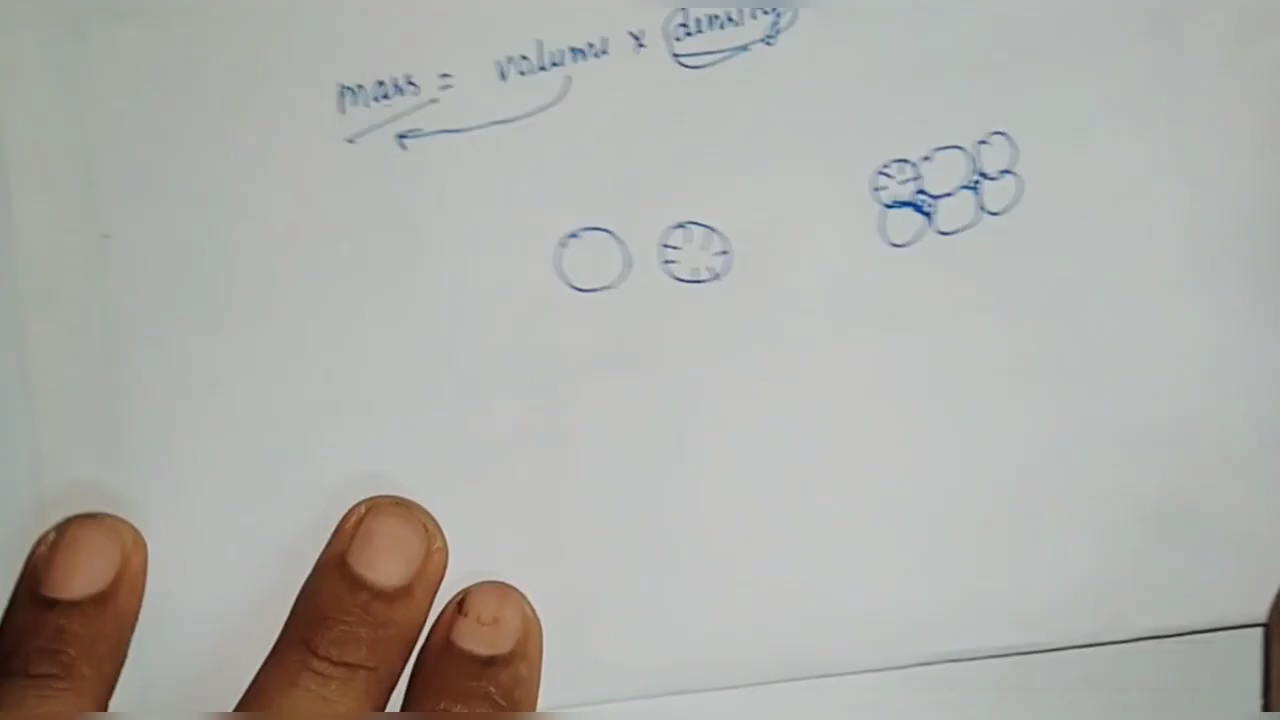 mass = volume × density